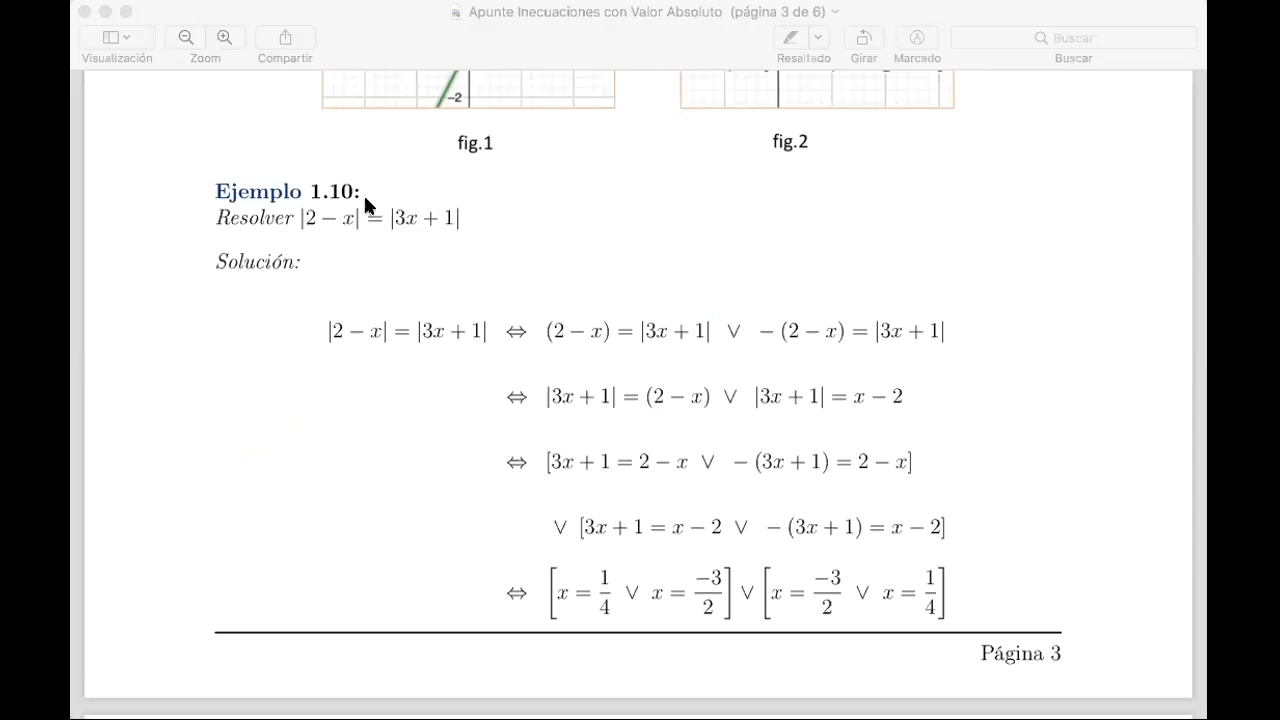 Apunte Inecuaciones con Valor Absoluto (página 3 de 6)
Buscar
Visualización Zoom Compartir Resaltado Girar Marcado Buscar
−2
fig.1 fig.2
Ejemplo 1.10:
Resolver |2 − x| = |3x + 1|
Solución:
|2 − x| = |3x + 1| ⇔ (2 − x) = |3x + 1| ∨ − (2 − x) = |3x + 1|
⇔ |3x + 1| = (2 − x) ∨ |3x + 1| = x − 2
⇔ [3x + 1 = 2 − x ∨ − (3x + 1) = 2 − x]
∨ [3x + 1 = x − 2 ∨ − (3x + 1) = x − 2]
⇔ [x = 1/4 ∨ x = −3/2] ∨ [x = −3/2 ∨ x = 1/4]
Página 3